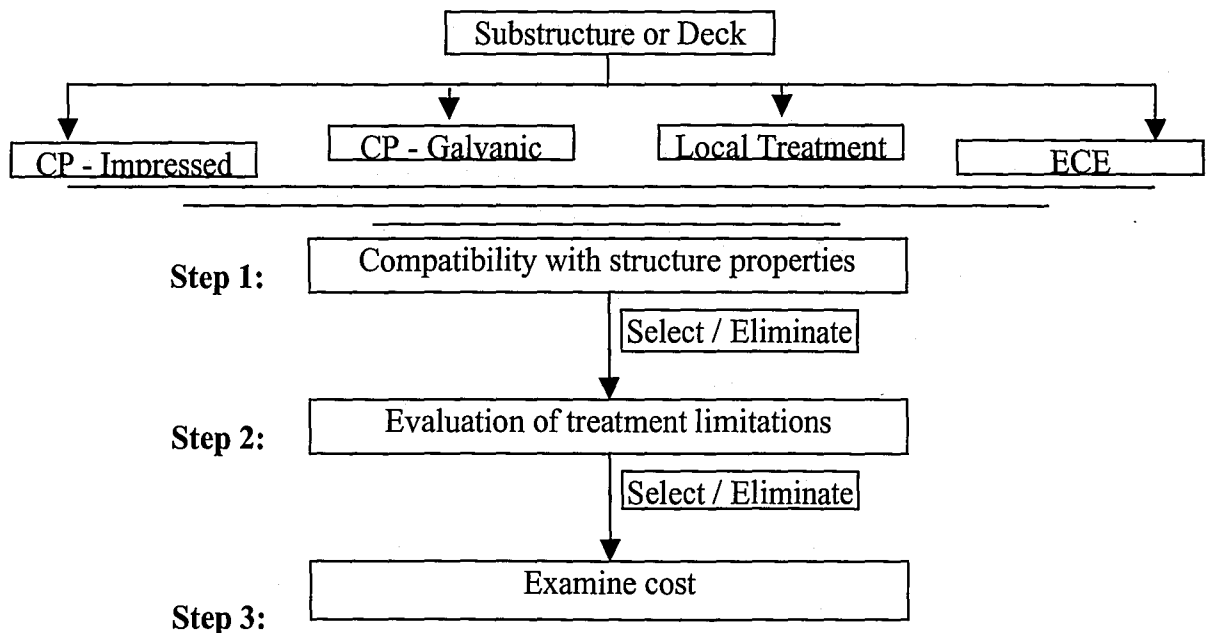 Substructure or Deck
CP - Impressed
CP - Galvanic
Local Treatment
ECE
Step 1:
Compatibility with structure properties
Select / Eliminate
Step 2:
Evaluation of treatment limitations
Select / Eliminate
Step 3:
Examine cost